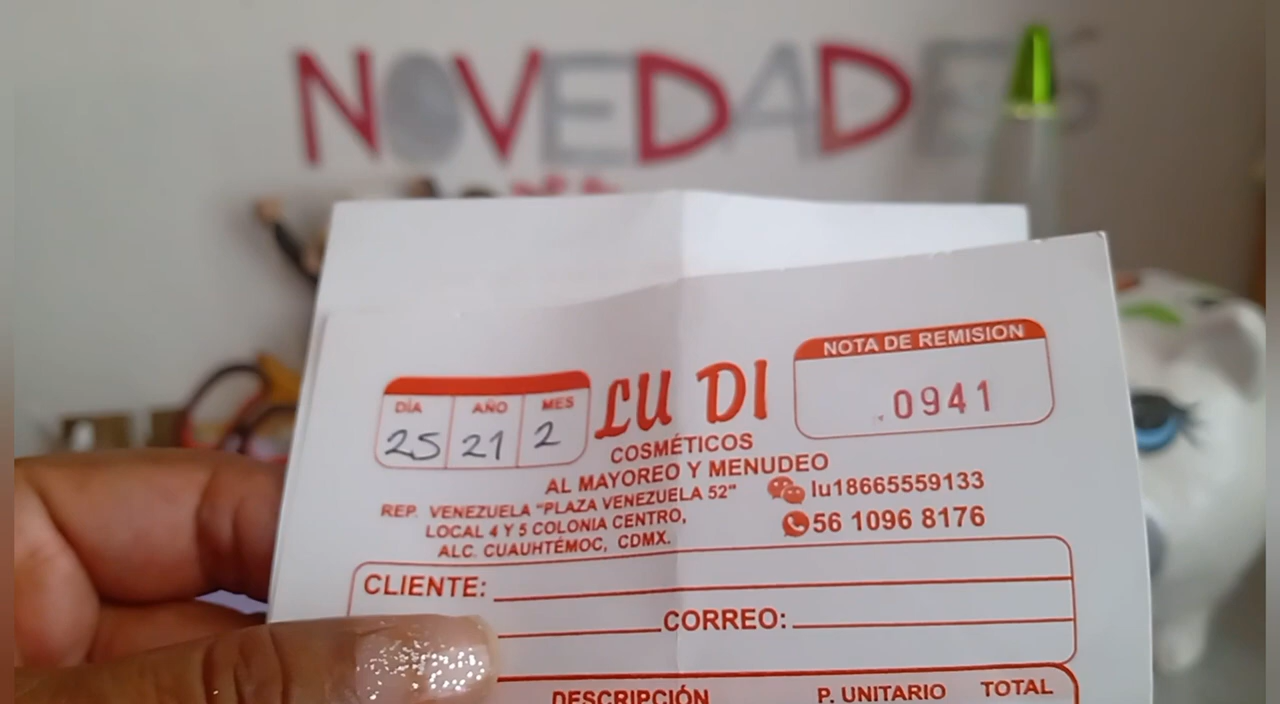 NOVEDADES
NOTA DE REMISION
.0941
DÍA AÑO MES
25 21 2
LU DI
COSMÉTICOS
AL MAYOREO Y MENUDEO
REP. VENEZUELA "PLAZA VENEZUELA 52"
LOCAL 4 Y 5 COLONIA CENTRO,
ALC. CUAUHTÉMOC, CDMX.
lu18665559133
56 1096 8176
CLIENTE:
CORREO:
DESCRIPCIÓN P. UNITARIO TOTAL